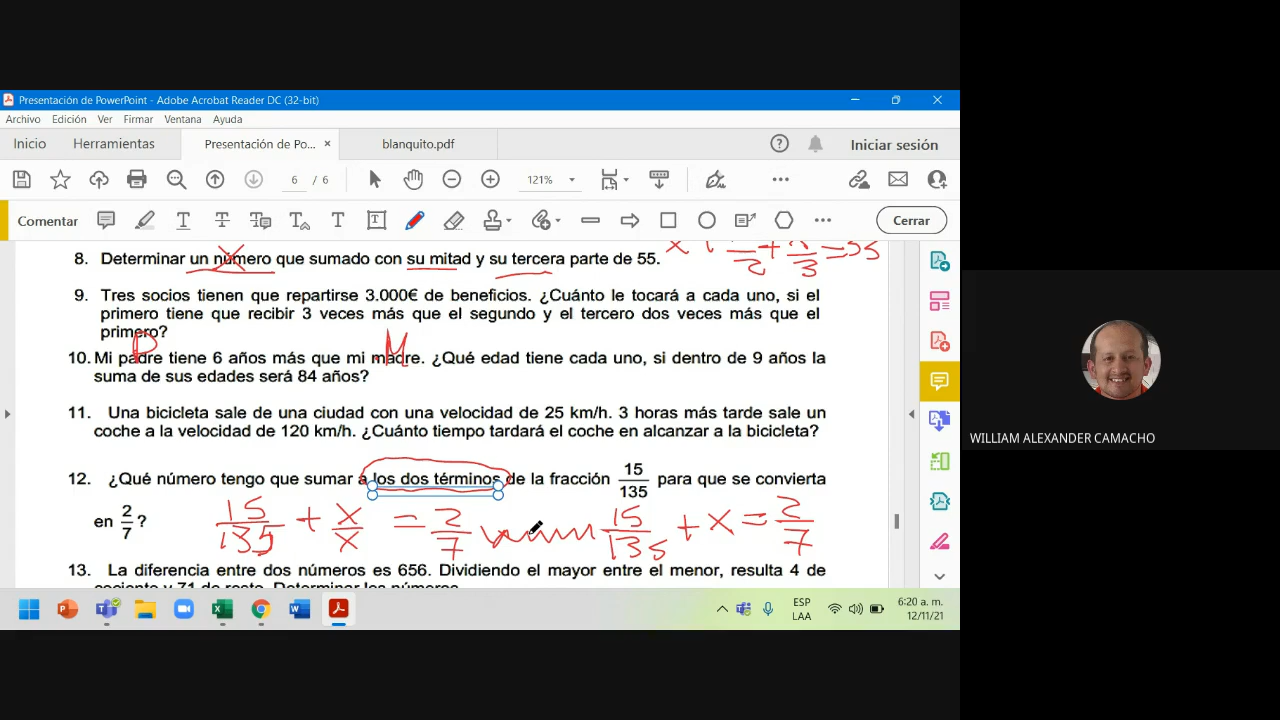 Presentación de PowerPoint - Adobe Acrobat Reader DC (32-bit)
Archivo Edición Ver Firmar Ventana Ayuda
Inicio Herramientas Presentación de Po... × blanquito.pdf Iniciar sesión
6 / 6 121%
Comentar Cerrar
8. Determinar un número que sumado con su mitad y su tercera parte de 55.
X
9. Tres socios tienen que repartirse 3.000€ de beneficios. ¿Cuánto le tocará a cada uno, si el
primero tiene que recibir 3 veces más que el segundo y el tercero dos veces más que el
primero?
P M
10. Mi padre tiene 6 años más que mi madre. ¿Qué edad tiene cada uno, si dentro de 9 años la
suma de sus edades será 84 años?
11. Una bicicleta sale de una ciudad con una velocidad de 25 km/h. 3 horas más tarde sale un
coche a la velocidad de 120 km/h. ¿Cuánto tiempo tardará el coche en alcanzar a la bicicleta?
12. ¿Qué número tengo que sumar a los dos términos de la fracción 15/135 para que se convierta
en 2/7?
15/135 + x/x = 2/7 15/135 + x = 2/7
13. La diferencia entre dos números es 656. Dividiendo el mayor entre el menor, resulta 4 de
cociente y 71 de resto. Determinar los números.
WILLIAM ALEXANDER CAMACHO
ESP
LAA
6:20 a. m.
12/11/21